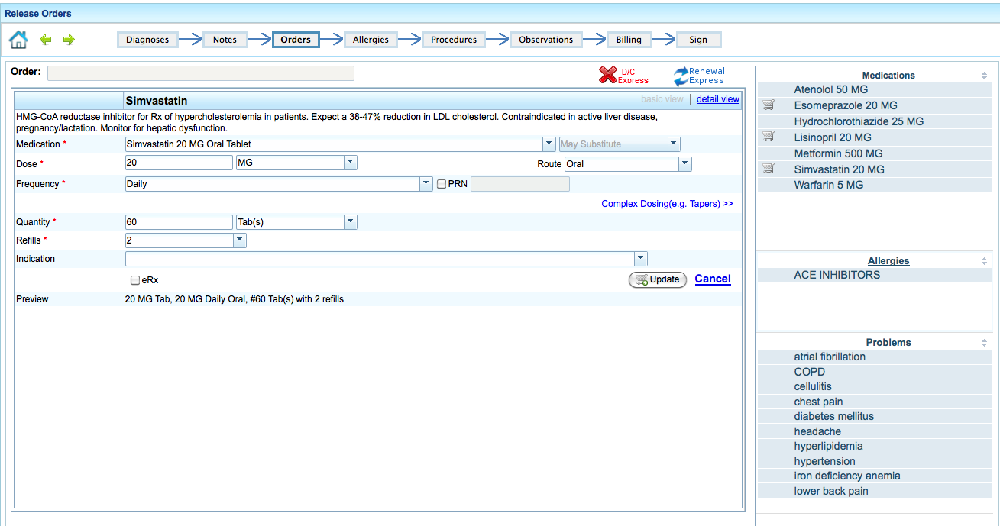 Release Orders
Diagnoses
Notes
Orders
Allergies
Procedures
Observations
Billing
Sign
Order:
D/C
Express
Renewal
Express
Simvastatin
basic view | detail view
HMG-CoA reductase inhibitor for Rx of hypercholesterolemia in patients. Expect a 38-47% reduction in LDL cholesterol. Contraindicated in active liver disease,
pregnancy/lactation. Monitor for hepatic dysfunction.
Medication * Simvastatin 20 MG Oral Tablet May Substitute
Dose * 20 MG Route Oral
Frequency * Daily PRN
Complex Dosing(e.g. Tapers) >>
Quantity * 60 Tab(s)
Refills * 2
Indication
eRx Update Cancel
Preview 20 MG Tab, 20 MG Daily Oral, #60 Tab(s) with 2 refills
Medications
Atenolol 50 MG
Esomeprazole 20 MG
Hydrochlorothiazide 25 MG
Lisinopril 20 MG
Metformin 500 MG
Simvastatin 20 MG
Warfarin 5 MG
Allergies
ACE INHIBITORS
Problems
atrial fibrillation
COPD
cellulitis
chest pain
diabetes mellitus
headache
hyperlipidemia
hypertension
iron deficiency anemia
lower back pain